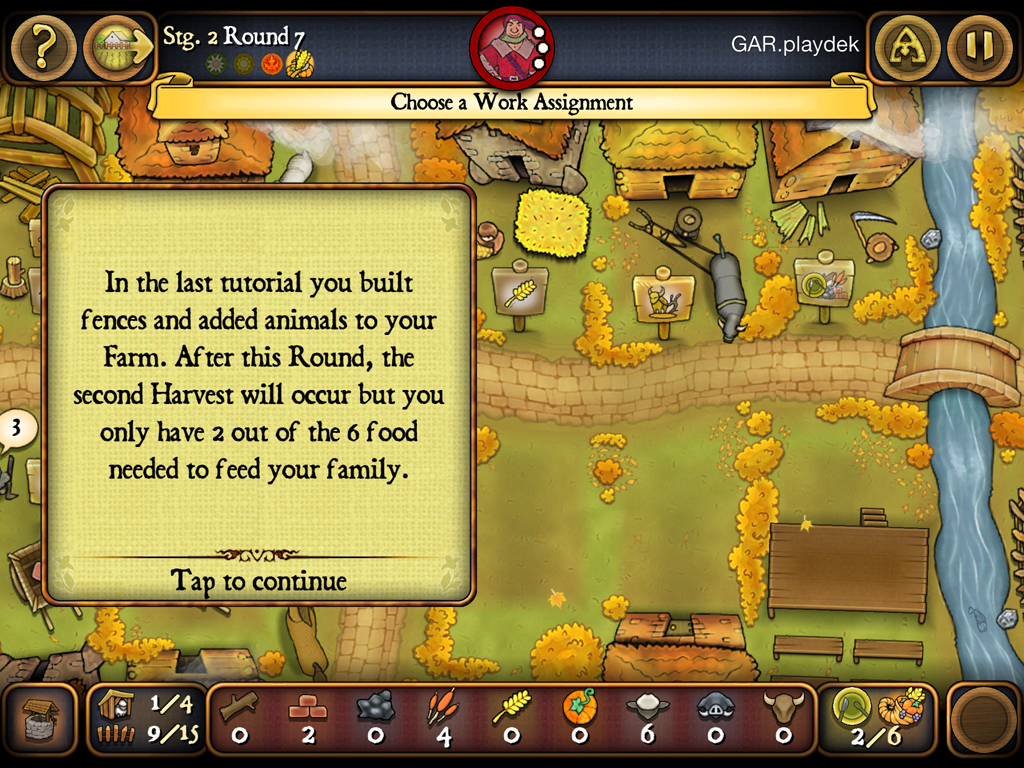 Stg. 2 Round 7
GAR.playdek
Choose a Work Assignment
In the last tutorial you built
fences and added animals to your
Farm. After this Round, the
second Harvest will occur but you
only have 2 out of the 6 food
needed to feed your family.
Tap to continue
3
1/4
9/15
0
2
0
4
0
0
6
0
0
2/6